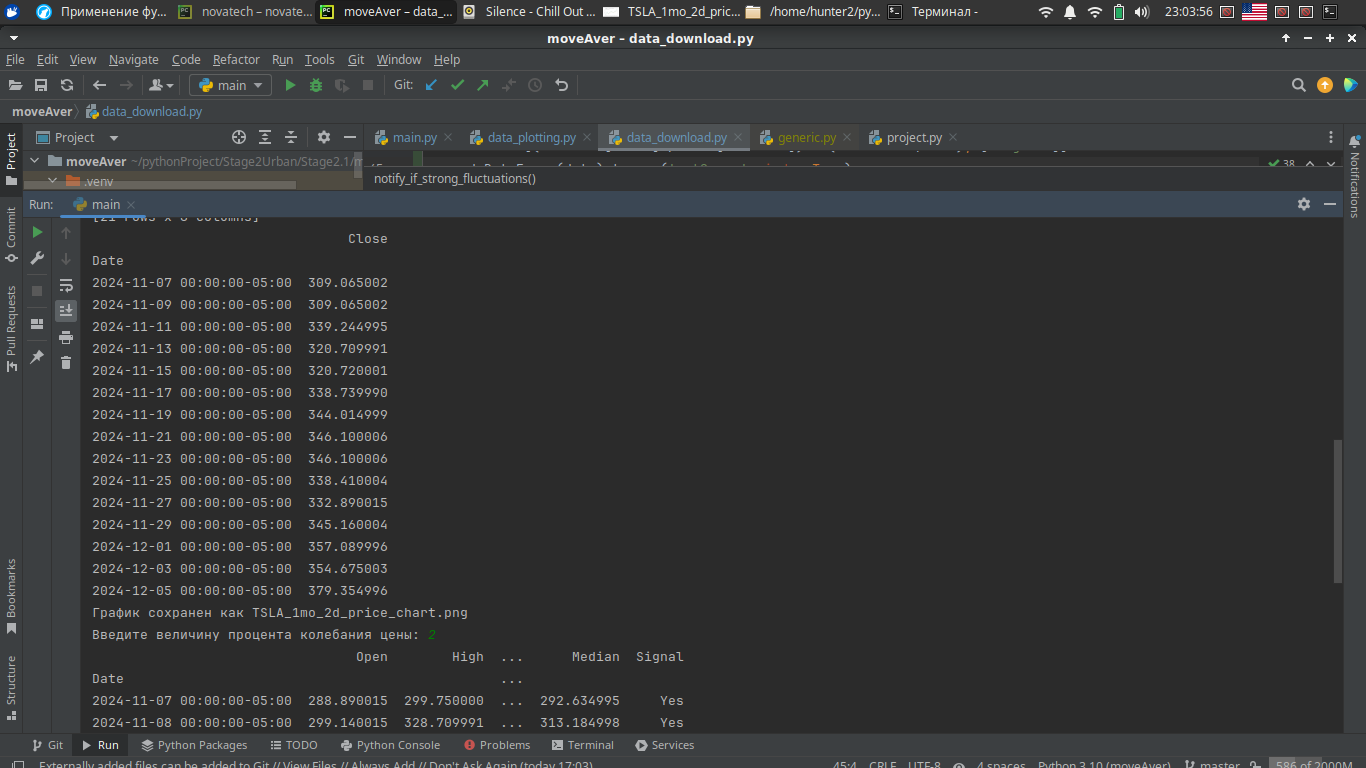 Применение фу...
novatech – novate...
moveAver – data_...
Silence - Chill Out ...
TSLA_1mo_2d_pric...
/home/hunter2/py...
Терминал -
23:03:56
moveAver – data_download.py
File Edit View Navigate Code Refactor Run Tools Git Window Help
main
Git:
moveAver
data_download.py
Project
main.py
data_plotting.py
data_download.py
generic.py
project.py
moveAver ~/pythonProject/Stage2Urban/Stage2.1/m
.venv
38
notify_if_strong_fluctuations()
Run: main
[21 rows x 8 columns]
Close
Date
2024-11-07 00:00:00-05:00 309.065002
2024-11-09 00:00:00-05:00 309.065002
2024-11-11 00:00:00-05:00 339.244995
2024-11-13 00:00:00-05:00 320.709991
2024-11-15 00:00:00-05:00 320.720001
2024-11-17 00:00:00-05:00 338.739990
2024-11-19 00:00:00-05:00 344.014999
2024-11-21 00:00:00-05:00 346.100006
2024-11-23 00:00:00-05:00 346.100006
2024-11-25 00:00:00-05:00 338.410004
2024-11-27 00:00:00-05:00 332.890015
2024-11-29 00:00:00-05:00 345.160004
2024-12-01 00:00:00-05:00 357.089996
2024-12-03 00:00:00-05:00 354.675003
2024-12-05 00:00:00-05:00 379.354996
График сохранен как TSLA_1mo_2d_price_chart.png
Введите величину процента колебания цены: 2
Open High ... Median Signal
Date ...
2024-11-07 00:00:00-05:00 288.890015 299.750000 ... 292.634995 Yes
2024-11-08 00:00:00-05:00 299.140015 328.709991 ... 313.184998 Yes
Project
Commit
Pull Requests
Bookmarks
Structure
Notifications
Git Run Python Packages TODO Python Console Problems Terminal Services
Externally added files can be added to Git // View Files // Always Add // Don't Ask Again (today 17:03)
45:4 CRLF UTF-8 4 spaces Python 3.10 (moveAver) master 586 of 2000M